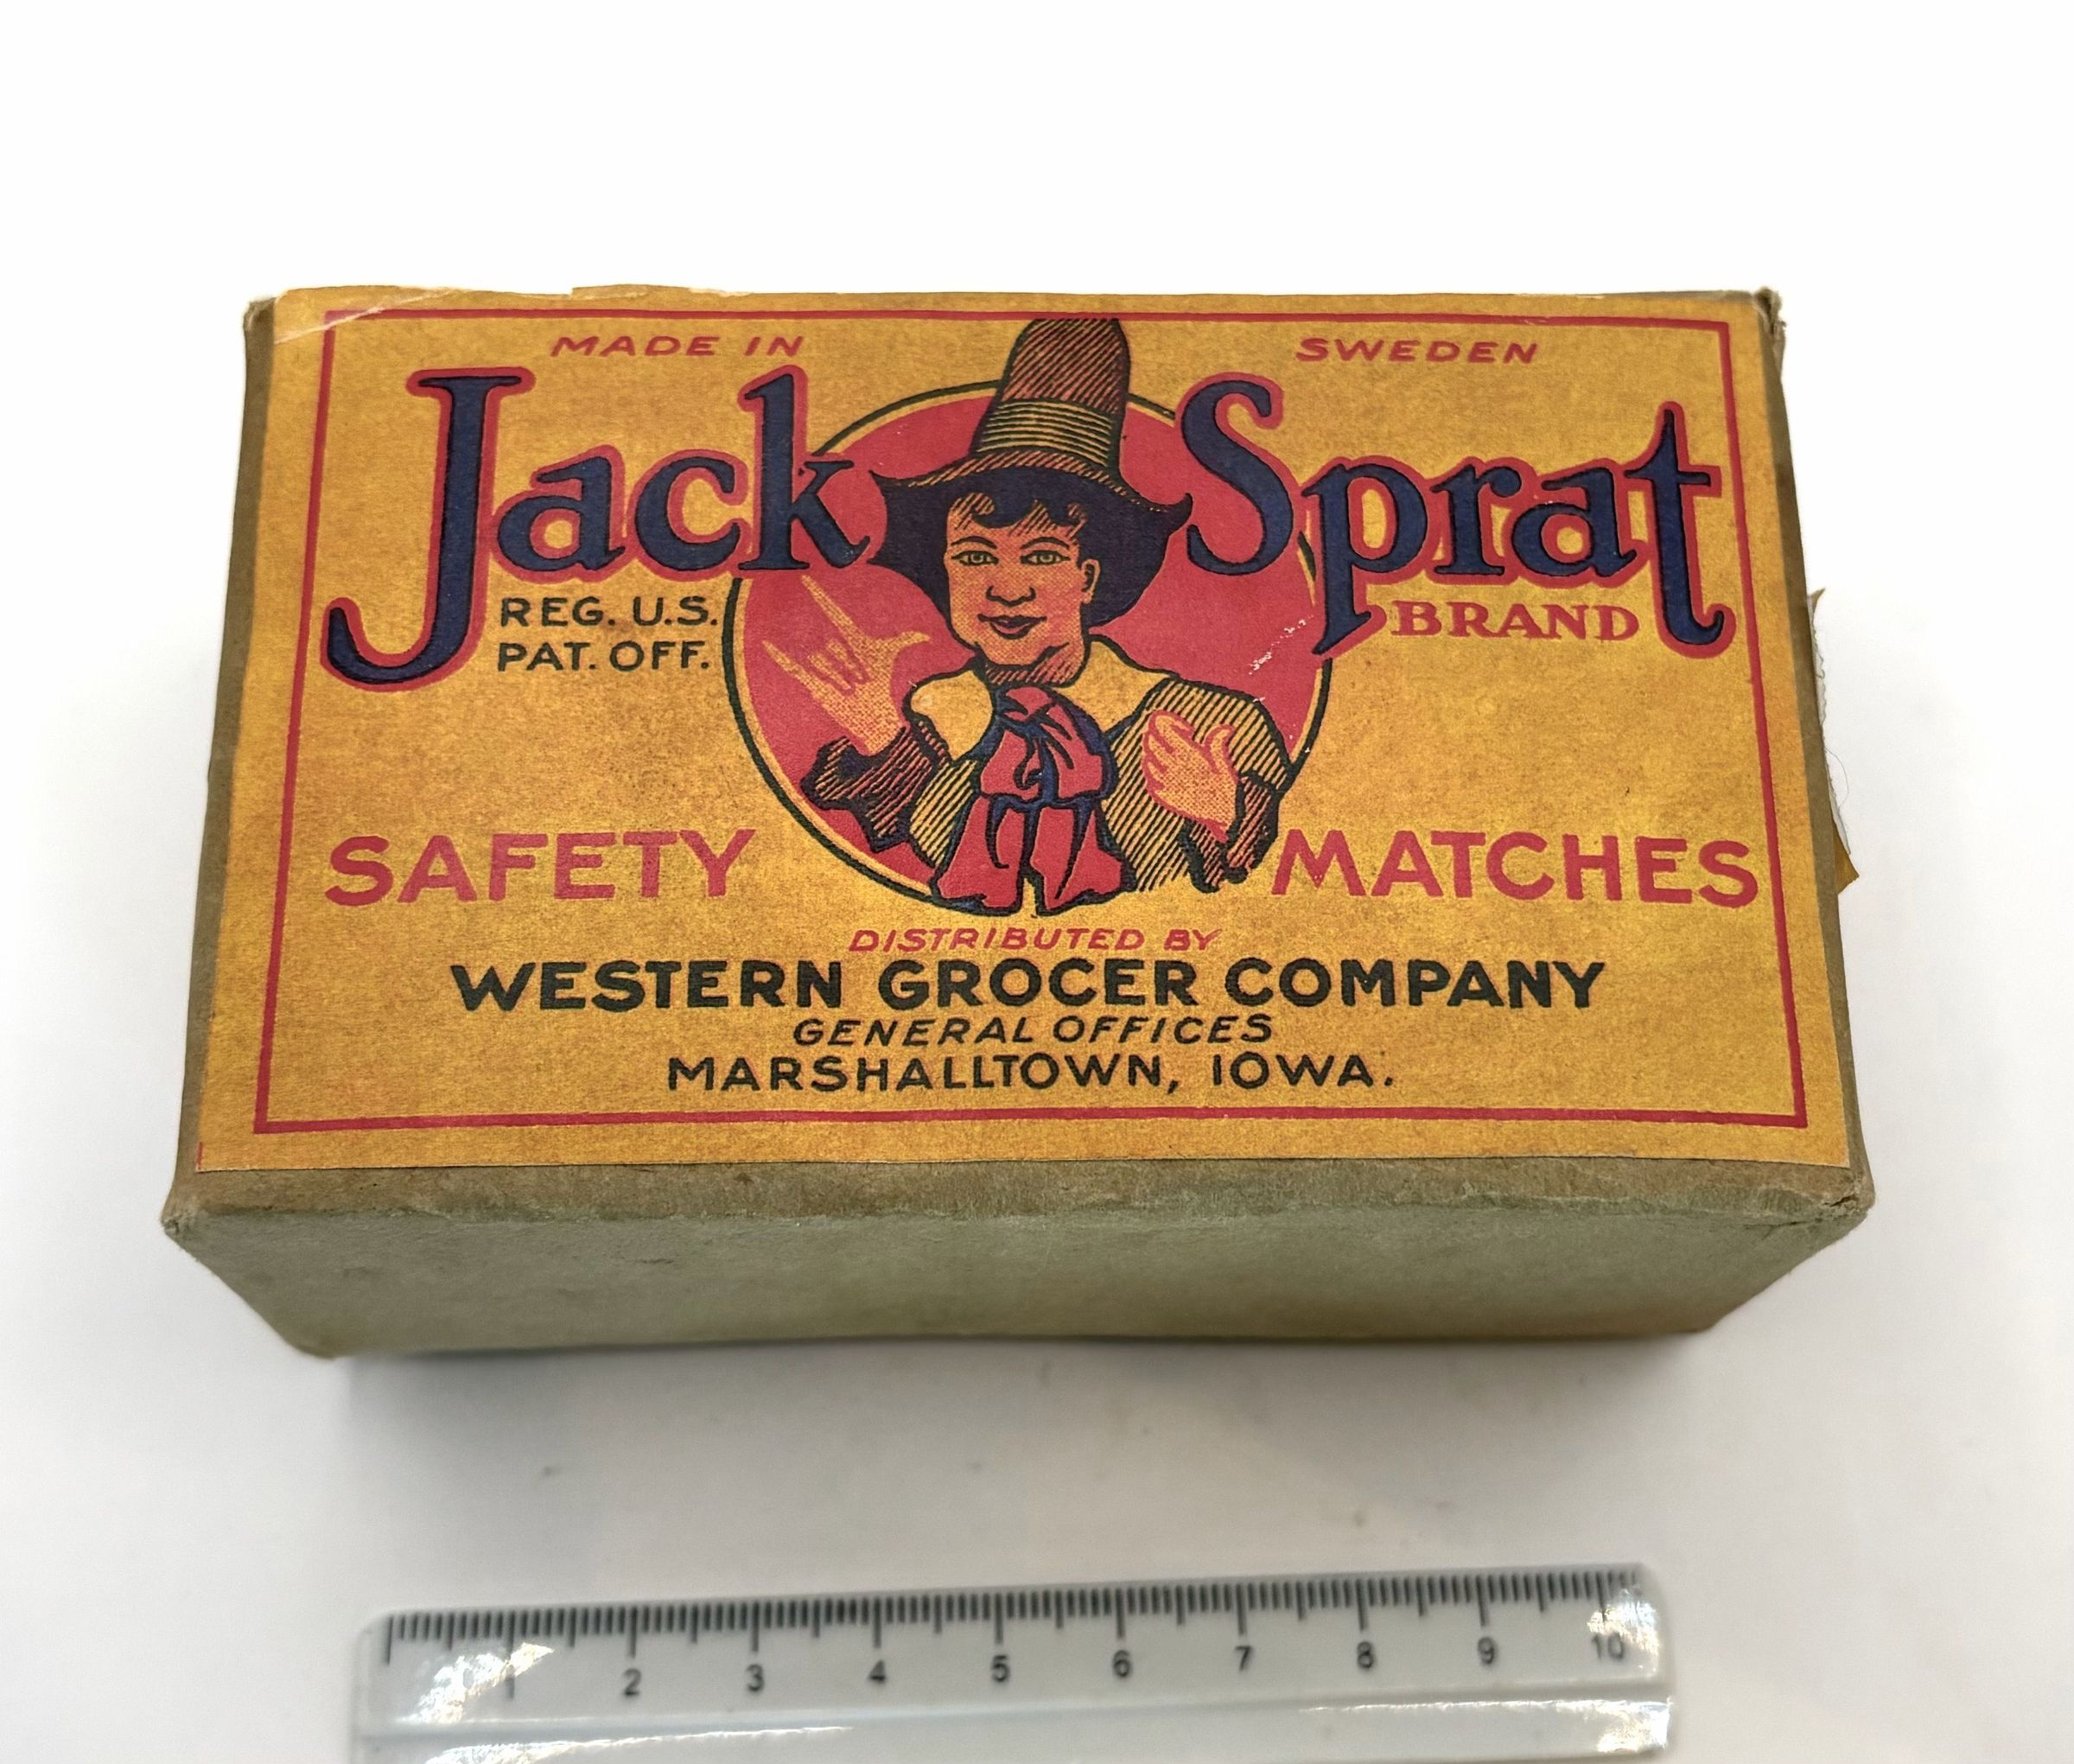 MADE IN SWEDEN
Jack Sprat
REG. U.S.
PAT. OFF.
BRAND
SAFETY MATCHES
DISTRIBUTED BY
WESTERN GROCER COMPANY
GENERAL OFFICES
MARSHALLTOWN, IOWA.
2 3 4 5 6 7 8 9 10